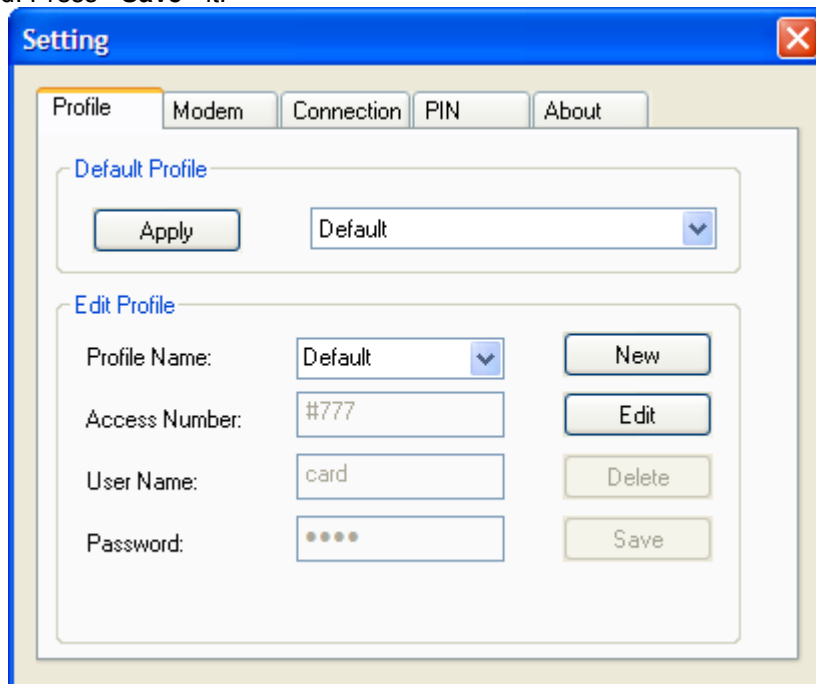 Press "Save" it.
Setting
Profile Modem Connection PIN About
Default Profile
Apply Default
Edit Profile
Profile Name: Default New
Access Number: #777 Edit
User Name: card Delete
Password: •••• Save